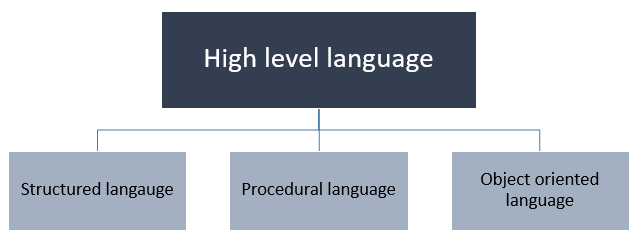 High level language
Structured langauge
Procedural language
Object oriented
language